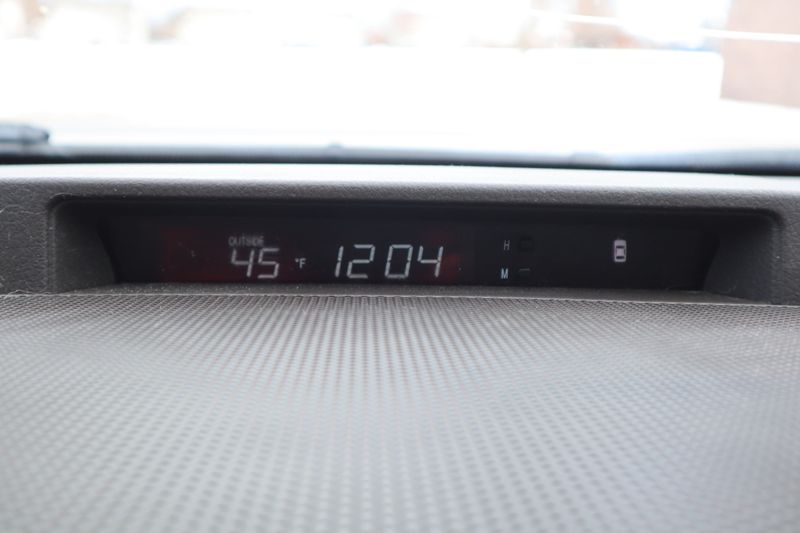 OUTSIDE
45 °F 1204
H
M